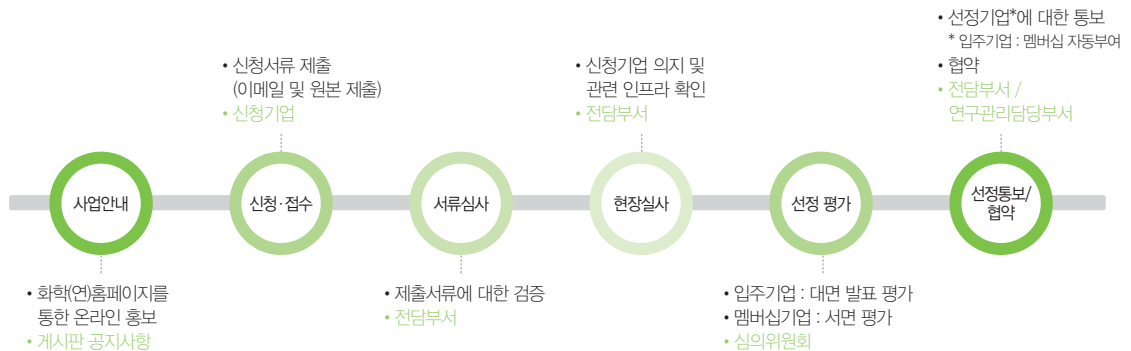 사업안내
• 화학(연)홈페이지를
통한 온라인 홍보
• 게시판 공지사항
• 신청서류 제출
(이메일 및 원본 제출)
• 신청기업
신청·접수
서류심사
• 제출서류에 대한 검증
• 전담부서
• 신청기업 의지 및
관련 인프라 확인
• 전담부서
현장실사
선정 평가
• 입주기업 : 대면 발표 평가
• 멤버십기업 : 서면 평가
• 심의위원회
• 선정기업*에 대한 통보
* 입주기업 : 멤버십 자동부여
• 협약
• 전담부서 /
연구관리담당부서
선정통보/
협약